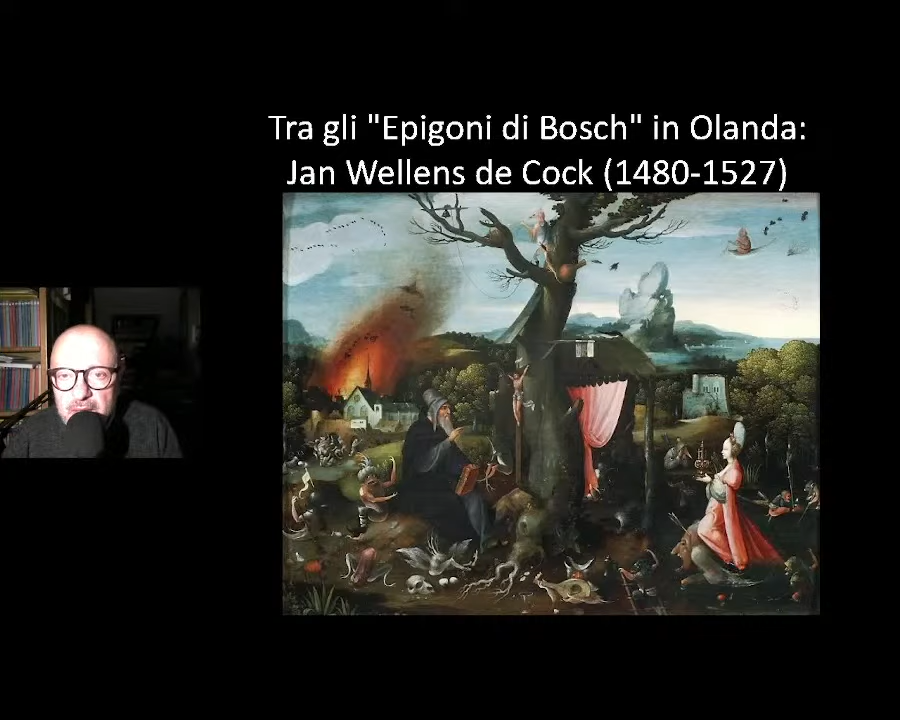 Tra gli "Epigoni di Bosch" in Olanda:
Jan Wellens de Cock (1480-1527)